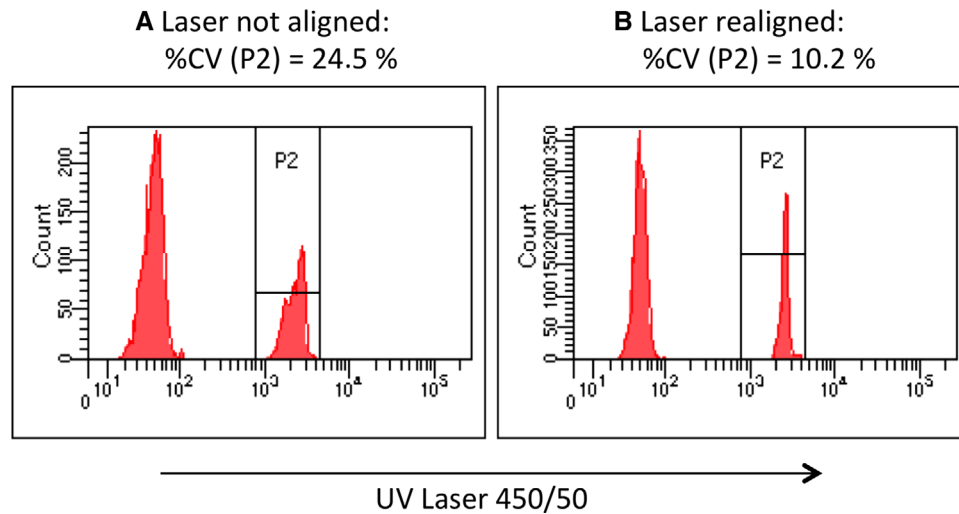 A Laser not aligned:
%CV (P2) = 24.5 %
B Laser realigned:
%CV (P2) = 10.2 %
P2
Count
200
150
100
50
0
0 10¹ 10² 10³ 10⁴ 10⁵
P2
Count
350
300
250
200
150
100
50
0
0 10¹ 10² 10³ 10⁴ 10⁵
UV Laser 450/50